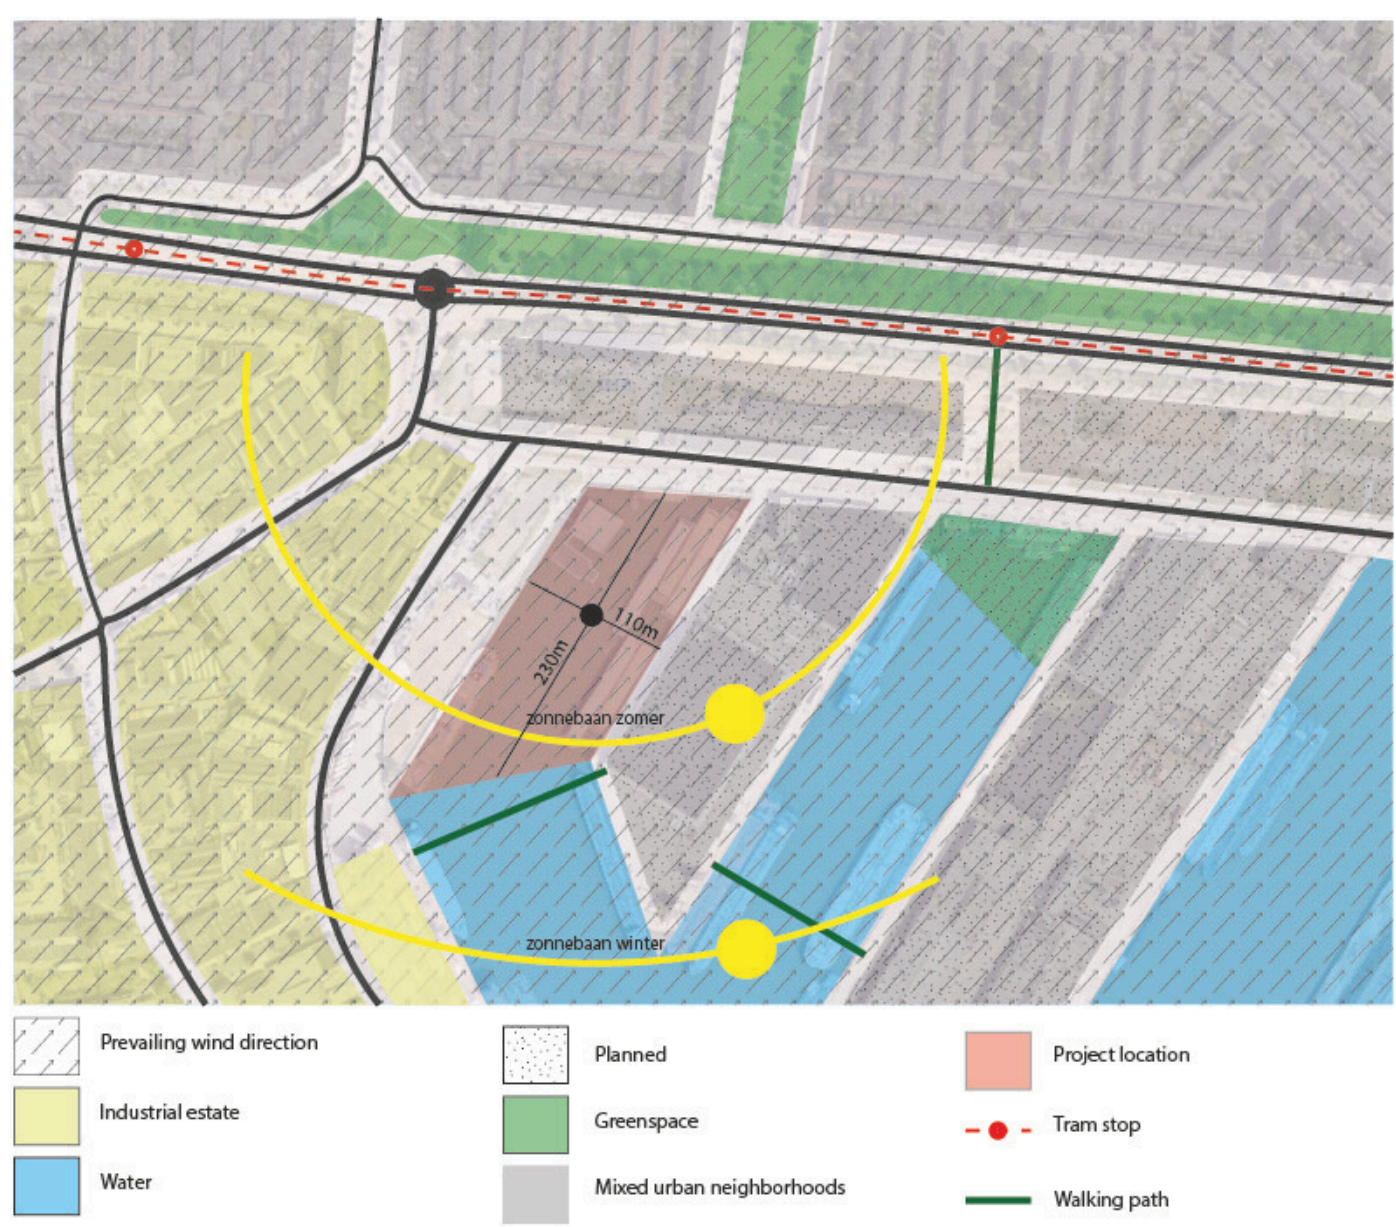 110m
230m
zonnebaan zomer
zonnebaan winter
Prevailing wind direction
Planned
Project location
Industrial estate
Greenspace
Tram stop
Water
Mixed urban neighborhoods
Walking path